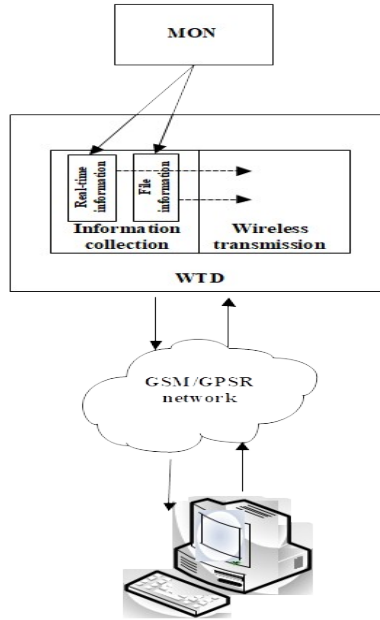 MON
Real-time
information
File
information
Information
collection
Wireless
transmission
WTD
GSM/GPSR
network